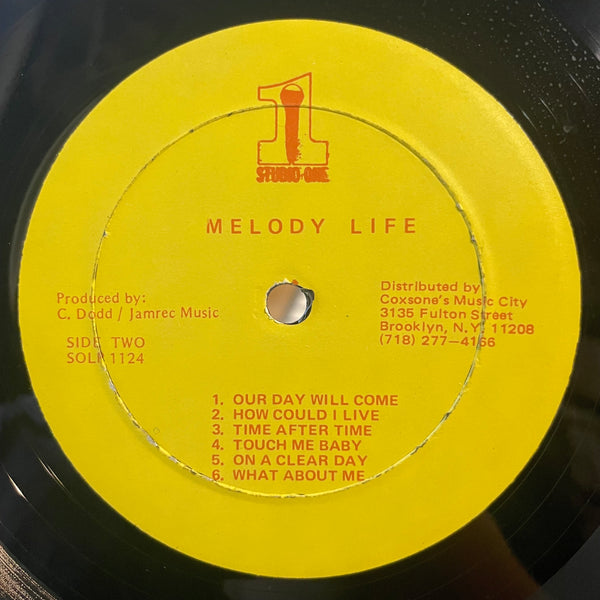 1
STUDIO ONE
MELODY LIFE
Produced by:
C. Dodd / Jamrec Music
SIDE TWO
SOLP 1124
Distributed by
Coxsone's Music City
3135 Fulton Street
Brooklyn, N.Y. 11208
(718) 277-4166
1. OUR DAY WILL COME
2. HOW COULD I LIVE
3. TIME AFTER TIME
4. TOUCH ME BABY
5. ON A CLEAR DAY
6. WHAT ABOUT ME